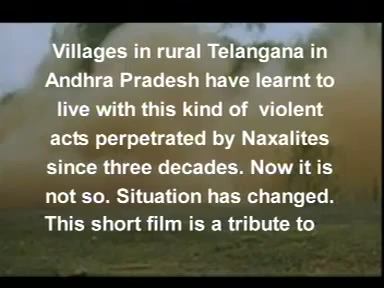 Villages in rural Telangana in
Andhra Pradesh have learnt to
live with this kind of violent
acts perpetrated by Naxalites
since three decades. Now it is
not so. Situation has changed.
This short film is a tribute to